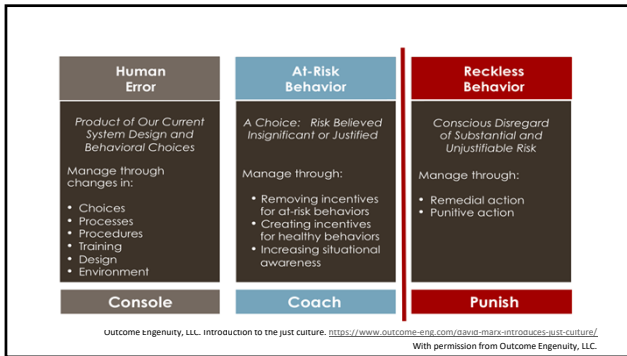 Human
Error
Product of Our Current
System Design and
Behavioral Choices
Manage through
changes in:
• Choices
• Processes
• Procedures
• Training
• Design
• Environment
Console
At-Risk
Behavior
A Choice: Risk Believed
Insignificant or Justified
Manage through:
• Removing incentives
for at-risk behaviors
• Creating incentives
for healthy behaviors
• Increasing situational
awareness
Coach
Reckless
Behavior
Conscious Disregard
of Substantial and
Unjustifiable Risk
Manage through:
• Remedial action
• Punitive action
Punish
Outcome Engenuity, LLC. Introduction to the just culture. https://www.outcome-eng.com/david-marx-introduces-just-culture/
With permission from Outcome Engenuity, LLC.